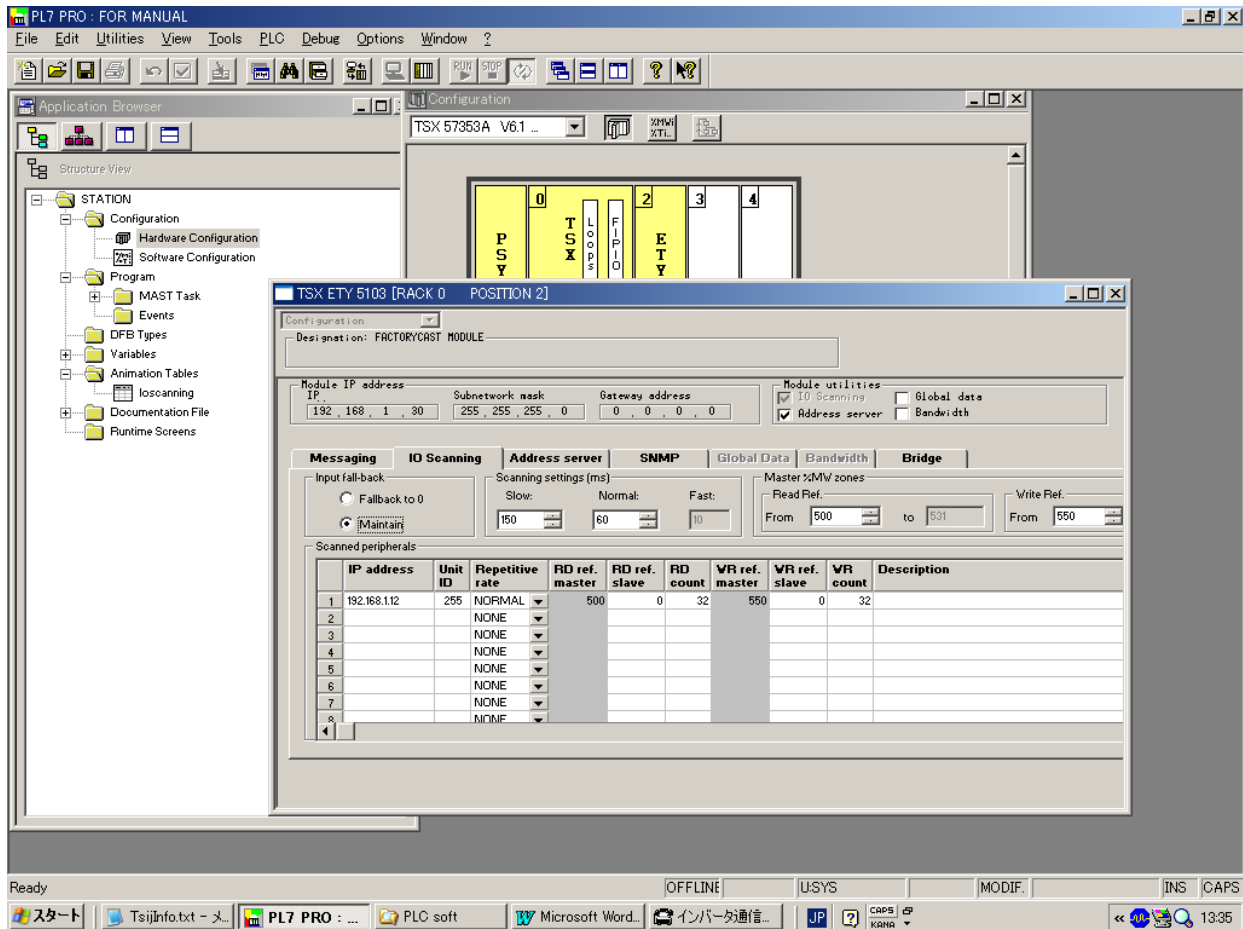 PL7 PRO : FOR MANUAL
File Edit Utilities View Tools PLC Debug Options Window ?
RUN STOP
Application Browser
Structure View
STATION
Configuration
Hardware Configuration
Software Configuration
Program
MAST Task
Events
DFB Types
Variables
Animation Tables
Ioscanning
Documentation File
Runtime Screens
Configuration
TSX 57353A V6.1 ...
%MWi
%Ti..
0 2 3 4
PSY
TSX
Loops
FIPIO
ETY
TSX ETY 5103 [RACK 0 POSITION 2]
Configuration
Designation: FACTORYCAST MODULE
Module IP address
IP.. Subnetwork mask Gateway address
192 . 168 . 1 . 30 255 . 255 . 255 . 0 0 . 0 . 0 . 0
Module utilities
IO Scanning Global data
Address server Bandwidth
Messaging IO Scanning Address server SNMP Global Data Bandwidth Bridge
Input fall-back
Fallback to 0
Maintain
Scanning settings (ms)
Slow: Normal: Fast:
150 60 10
Master %MW zones
Read Ref.
From 500 to 531
Write Ref.
From 550
Scanned peripherals
IP address Unit ID Repetitive rate RD ref. master RD ref. slave RD count WR ref. master WR ref. slave WR count Description
1 192.168.1.12 255 NORMAL 500 0 32 550 0 32
2 NONE
3 NONE
4 NONE
5 NONE
6 NONE
7 NONE
8 NONE
Ready OFFLINE U:SYS MODIF. INS CAPS
スタート TsijInfo.txt - メ... PL7 PRO : ... PLC soft Microsoft Word... インバータ通信... JP CAPS KANA 13:35